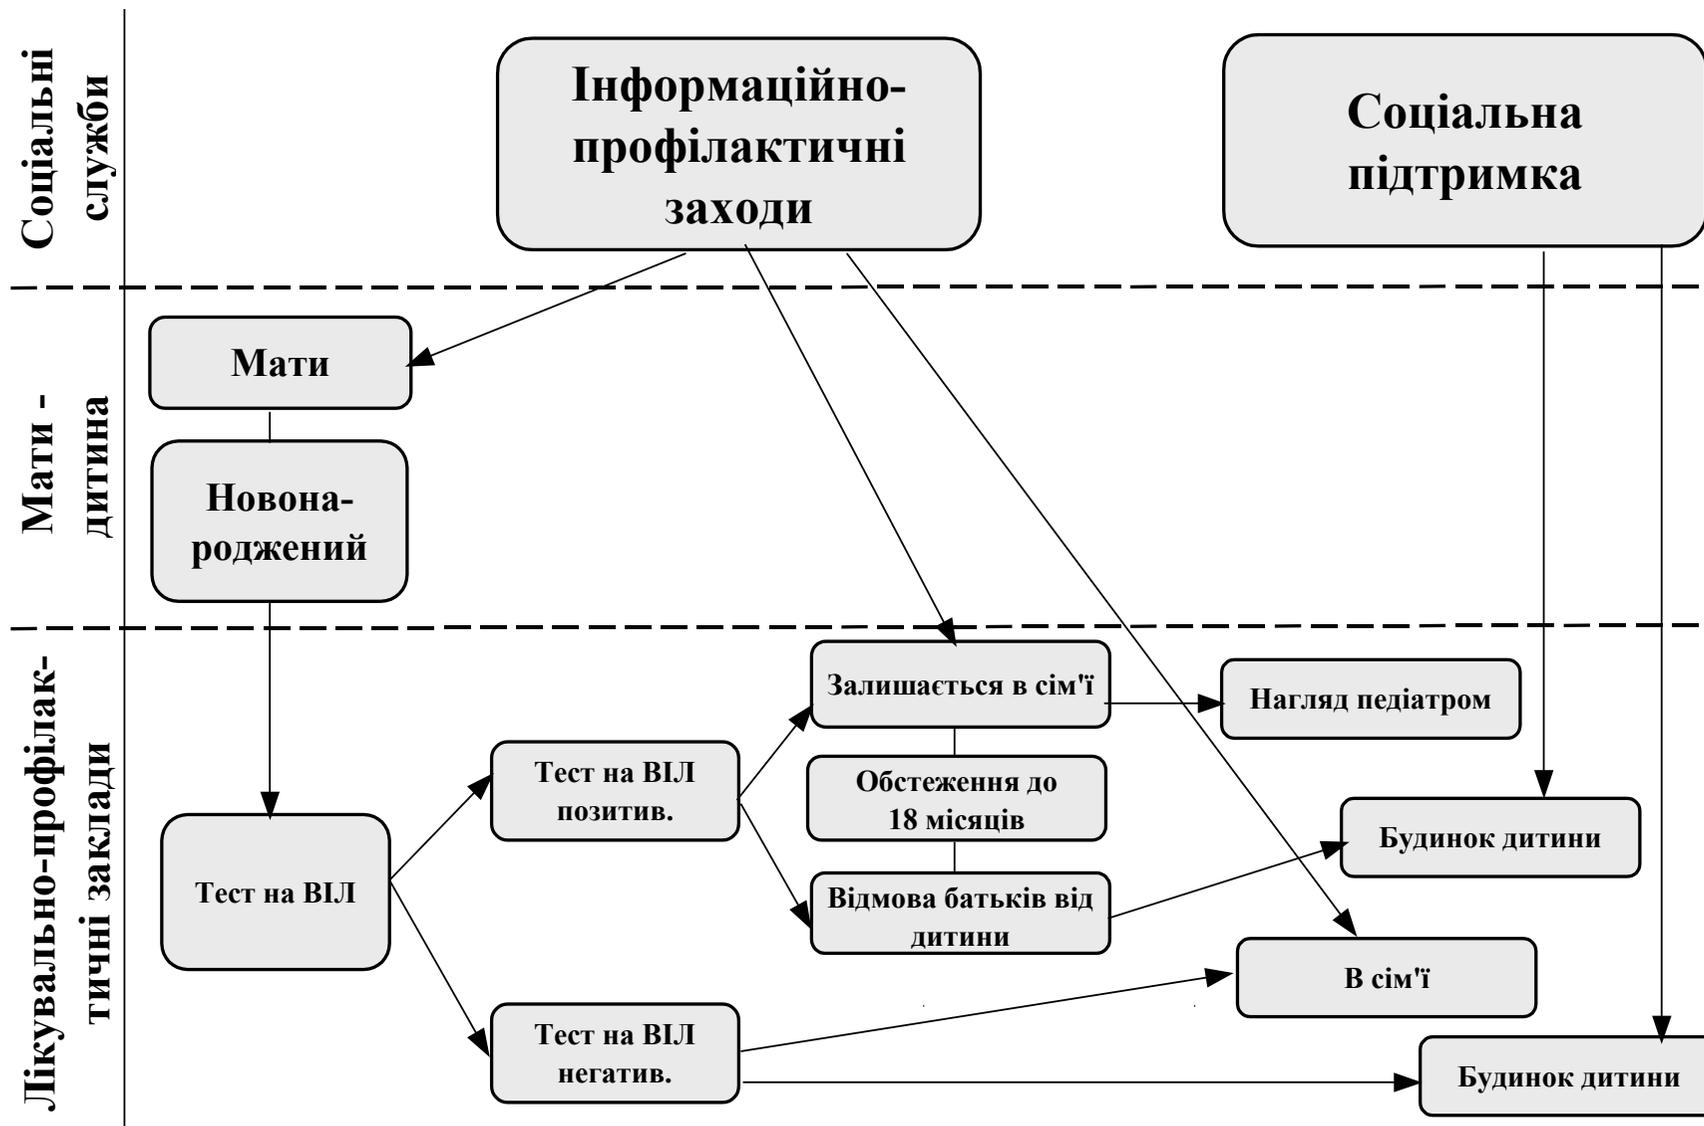 Соціальні
служби
Інформаційно-
профілактичні
заходи
Соціальна
підтримка
Мати -
дитина
Мати
Новона-
роджений
Лікувально-профілак-
тичні заклади
Тест на ВІЛ
Тест на ВІЛ
позитив.
Тест на ВІЛ
негатив.
Залишається в сім'ї
Обстеження до
18 місяців
Відмова батьків від
дитини
Нагляд педіатром
Будинок дитини
В сім'ї
Будинок дитини